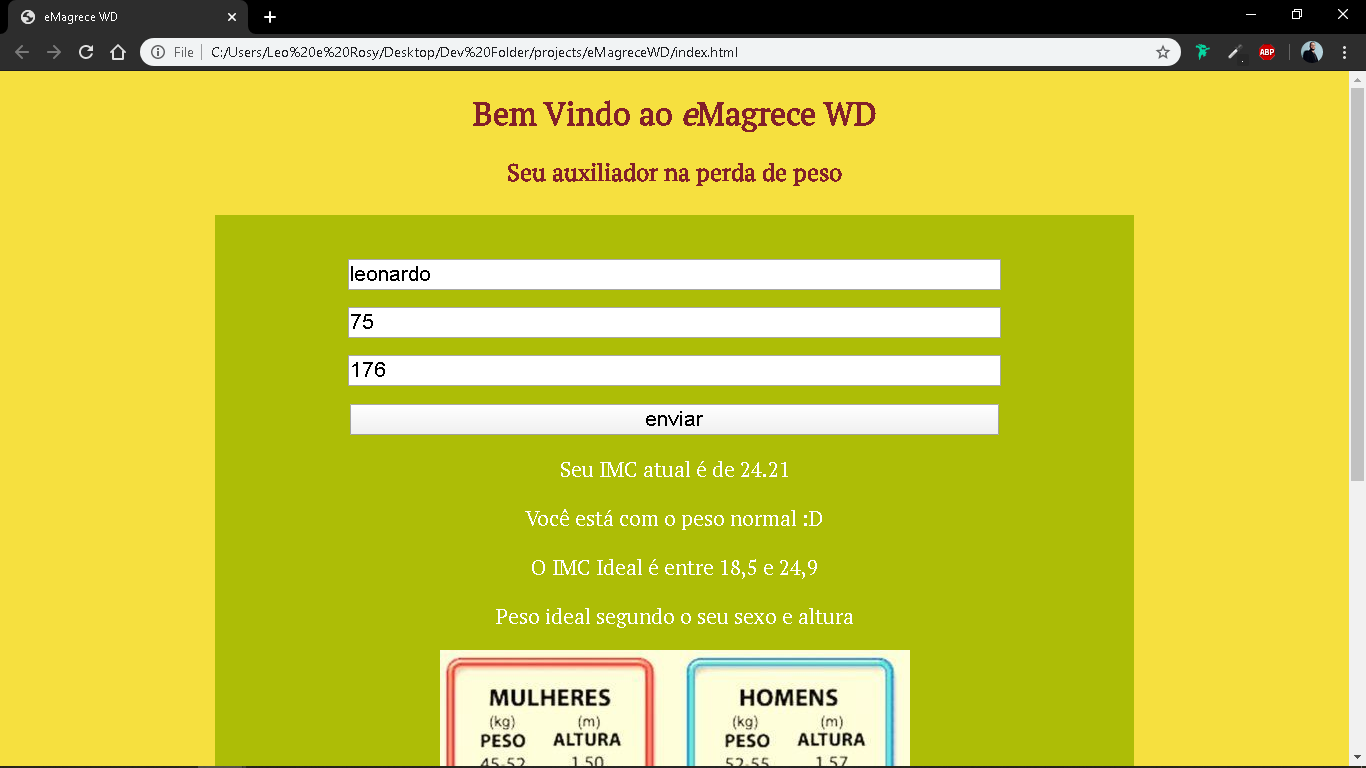 eMagrece WD
File
C:/Users/Leo%20e%20Rosy/Desktop/Dev%20Folder/projects/eMagreceWD/index.html
ABP
Bem Vindo ao eMagrece WD
Seu auxiliador na perda de peso
leonardo
75
176
enviar
Seu IMC atual é de 24.21
Você está com o peso normal :D
O IMC Ideal é entre 18,5 e 24,9
Peso ideal segundo o seu sexo e altura
MULHERES HOMENS
(kg) (m) (kg) (m)
PESO ALTURA PESO ALTURA
45-52 1.50 52-55 1.57